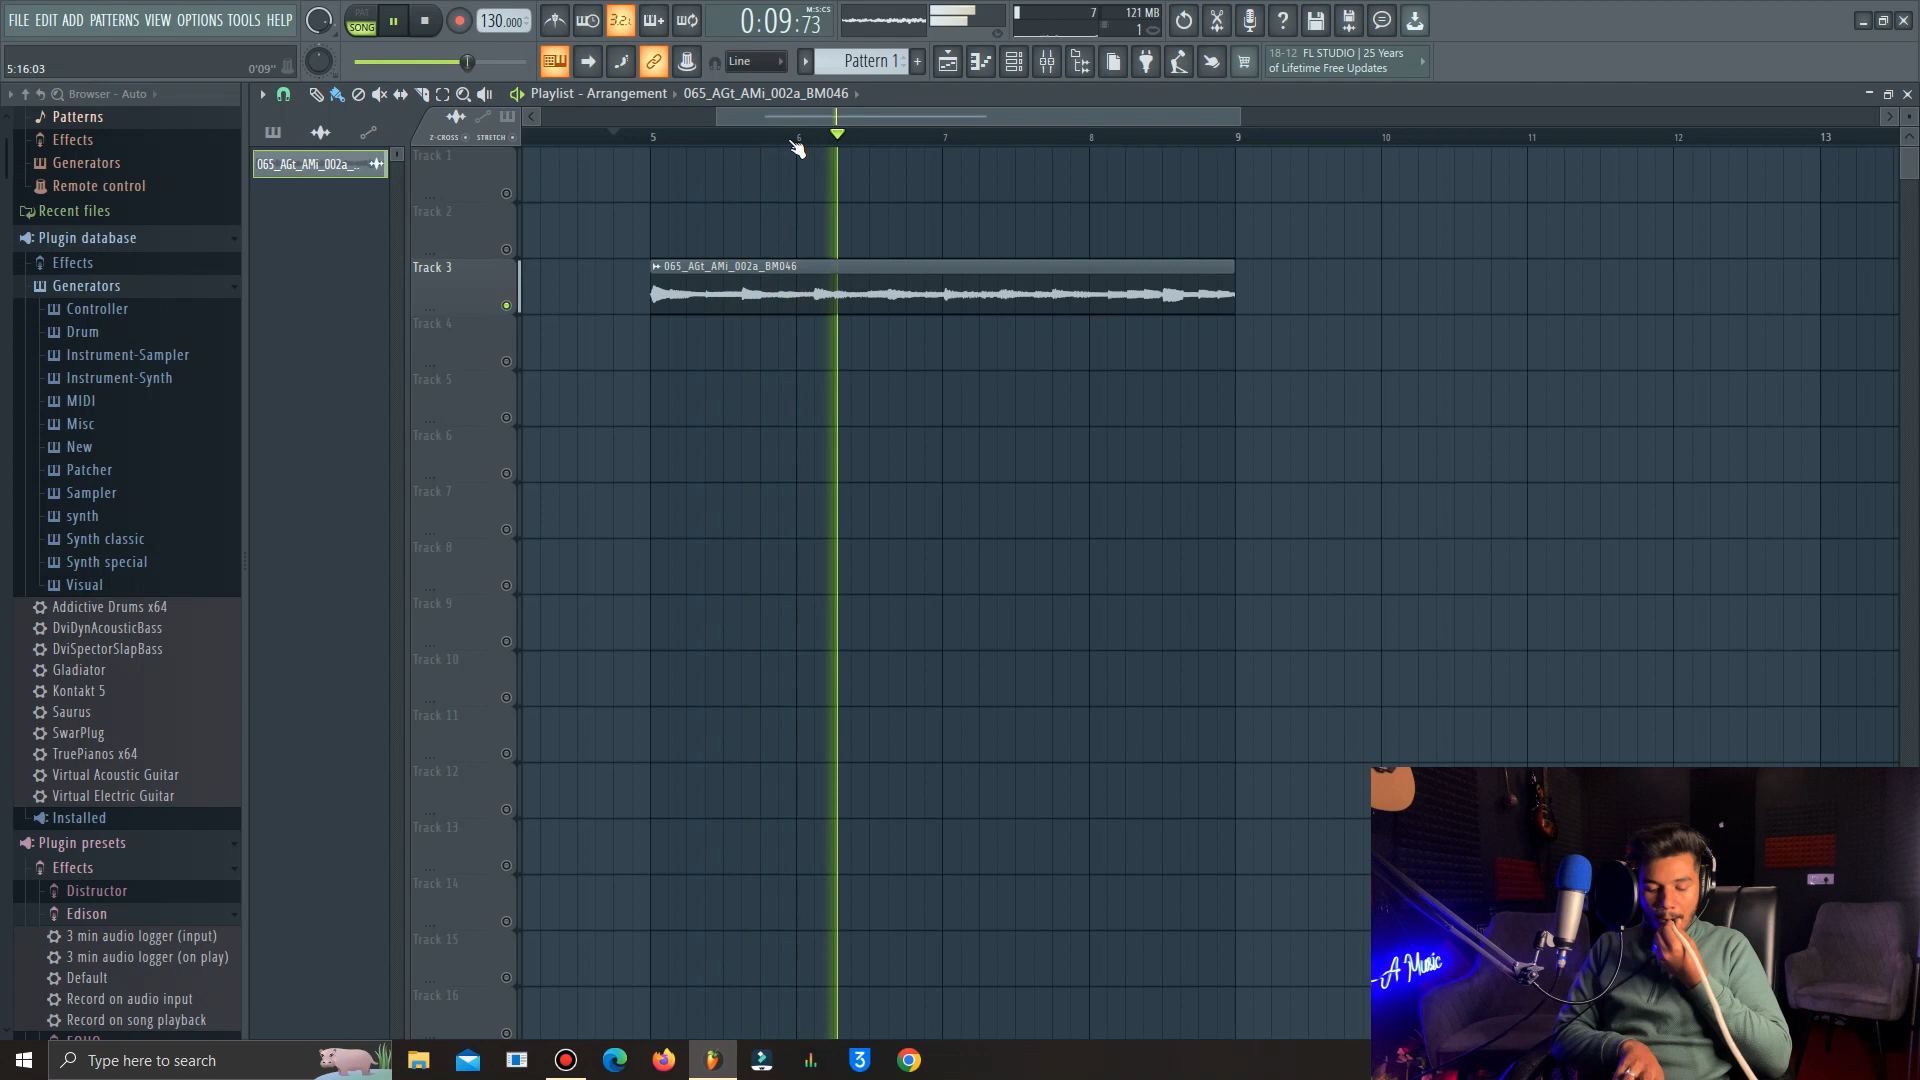 FILE EDIT ADD PATTERNS VIEW OPTIONS TOOLS HELP
PAT
SONG
130.000
3.2.
0:09:73
M:S:CS
7
121 MB
1
5:16:03
0'09"
Line
Pattern 1
18-12 FL STUDIO | 25 Years
of Lifetime Free Updates
Browser - Auto
Playlist - Arrangement
065_AGt_AMi_002a_BM046
Patterns
Effects
Generators
Remote control
Recent files
Plugin database
Effects
Generators
Controller
Drum
Instrument-Sampler
Instrument-Synth
MIDI
Misc
New
Patcher
Sampler
synth
Synth classic
Synth special
Visual
Addictive Drums x64
DviDynAcousticBass
DviSpectorSlapBass
Gladiator
Kontakt 5
Saurus
SwarPlug
TruePianos x64
Virtual Acoustic Guitar
Virtual Electric Guitar
Installed
Plugin presets
Effects
Distructor
Edison
3 min audio logger (input)
3 min audio logger (on play)
Default
Record on audio input
Record on song playback
065_AGt_AMi_002a_...
Z-CROSS
STRETCH
5 6 7 8 9 10 11 12 13
Track 1
Track 2
Track 3
065_AGt_AMi_002a_BM046
Track 4
Track 5
Track 6
Track 7
Track 8
Track 9
Track 10
Track 11
Track 12
Track 13
Track 14
Track 15
Track 16
A Music
Type here to search
3